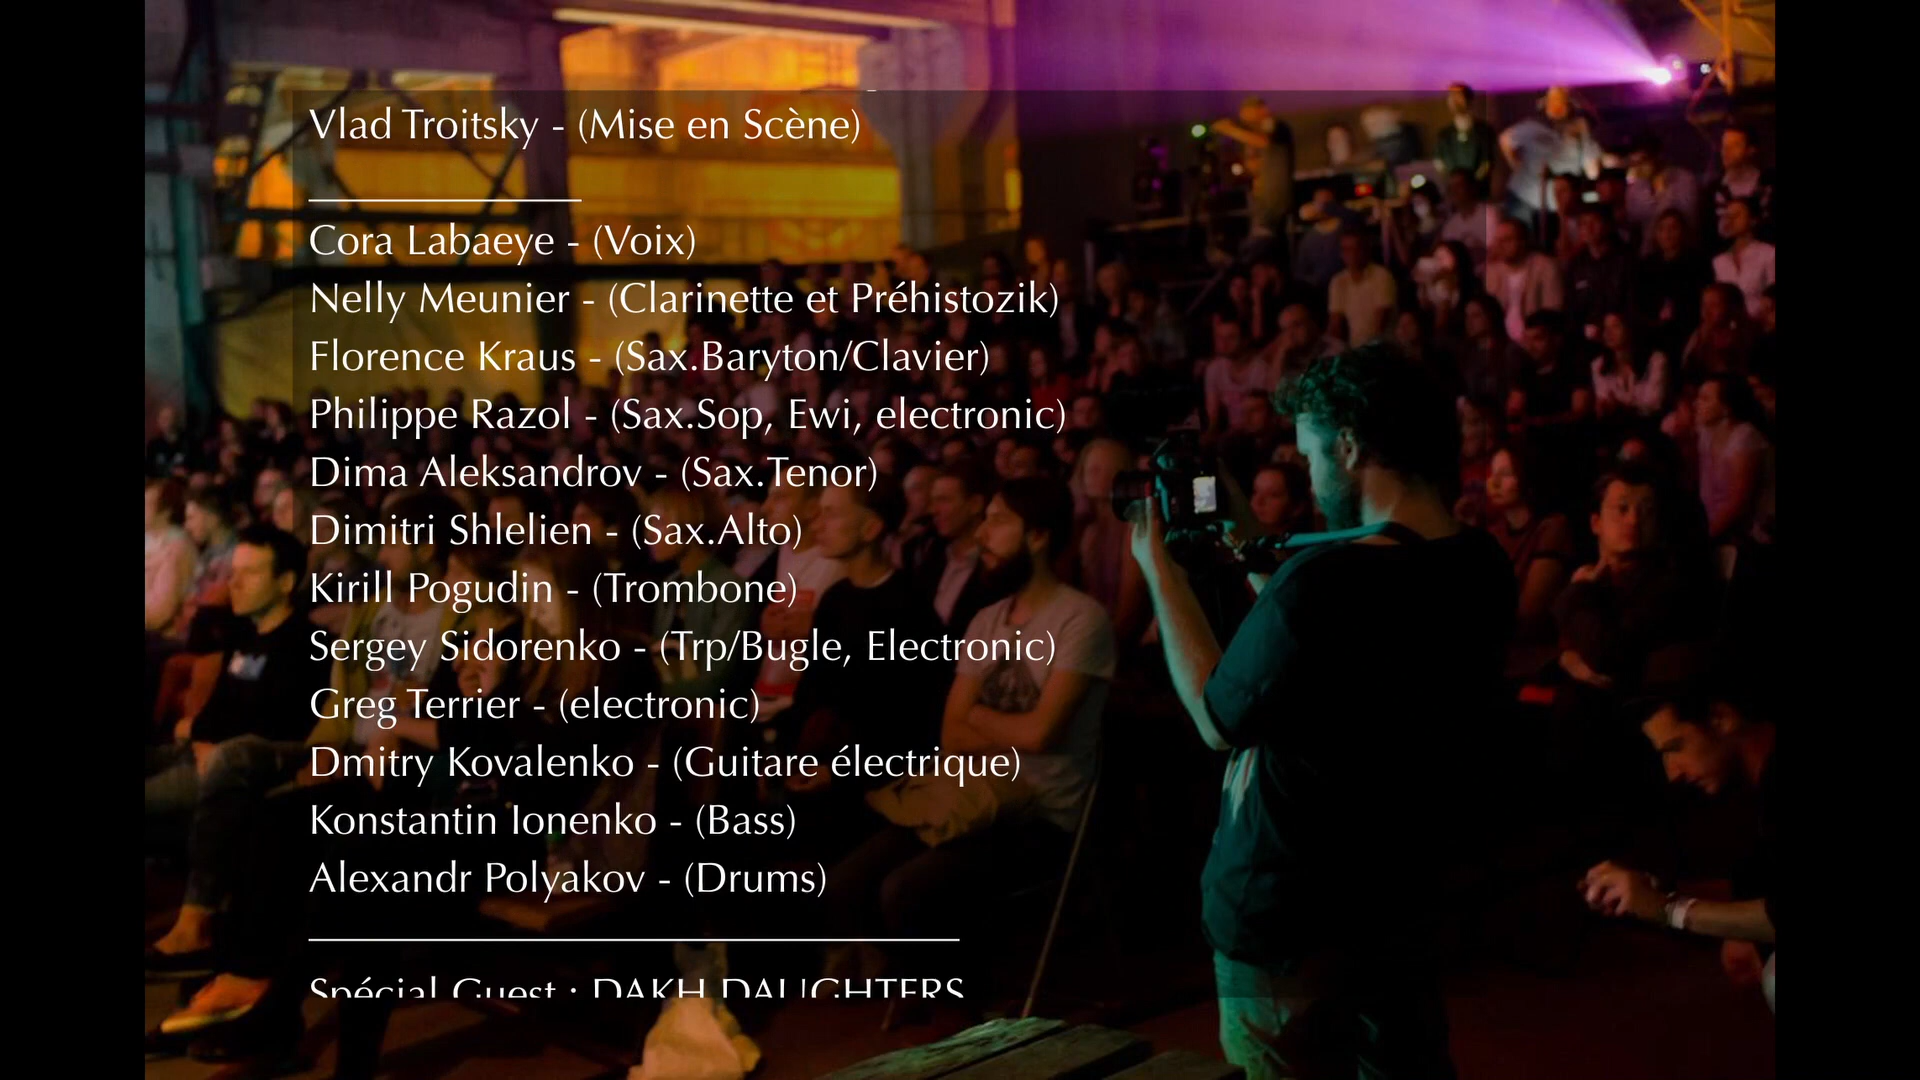 Vlad Troitsky - (Mise en Scène)
Cora Labaeye - (Voix)
Nelly Meunier - (Clarinette et Préhistozik)
Florence Kraus - (Sax.Baryton/Clavier)
Philippe Razol - (Sax.Sop, Ewi, electronic)
Dima Aleksandrov - (Sax.Tenor)
Dimitri Shlelien - (Sax.Alto)
Kirill Pogudin - (Trombone)
Sergey Sidorenko - (Trp/Bugle, Electronic)
Greg Terrier - (electronic)
Dmitry Kovalenko - (Guitare électrique)
Konstantin Ionenko - (Bass)
Alexandr Polyakov - (Drums)
Spécial Guest : DAKH DAUGHTERS